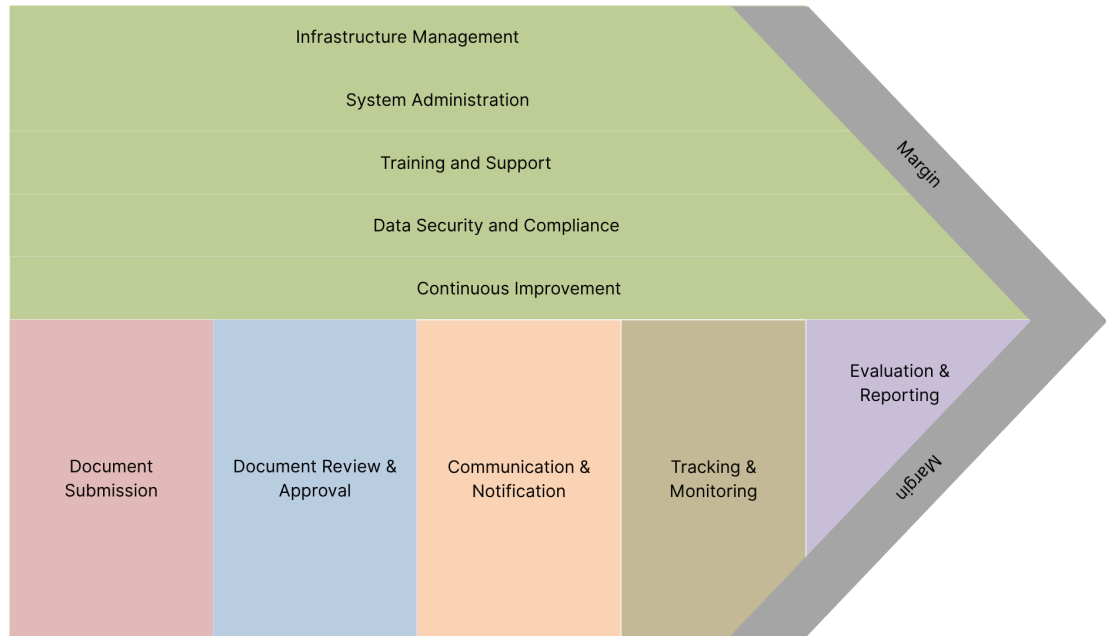 Infrastructure Management
System Administration
Training and Support
Data Security and Compliance
Continuous Improvement
Margin
Document
Submission
Document Review &
Approval
Communication &
Notification
Tracking &
Monitoring
Evaluation &
Reporting
Margin